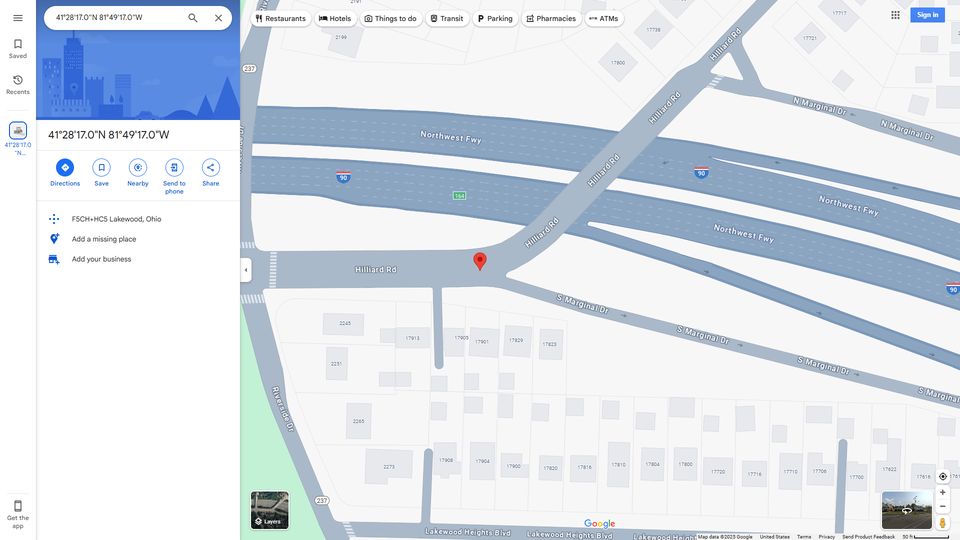 41°28'17.0"N 81°49'17.0"W
Restaurants
Hotels
Things to do
Transit
Parking
Pharmacies
ATMs
Sign in
Saved
Recents
41°28'17.0
"N...
41°28'17.0"N 81°49'17.0"W
Directions
Save
Nearby
Send to
phone
Share
F5CH+HC5 Lakewood, Ohio
Add a missing place
Add your business
Get the
app
2199
17738
17717
17721
17800
237
Hilliard Rd
Hilliard Rd
N Marginal Dr
N Marginal Dr
Northwest Fwy
Hilliard Rd
90
90
164
Northwest Fwy
Hilliard Rd
Northwest Fwy
Hilliard Rd
90
S Marginal Dr
S Marginal Dr
S Marginal Dr
S Marginal
2245
17913
17905
17901
17829
17823
2251
Riverside Dr
2265
2273
17908
17904
17900
17820
17816
17810
17804
17800
17720
17716
17710
17706
17700
17622
17616
237
Layers
Lakewood Heights Blvd
Lakewood Heights Blvd
Google
Map data ©2025 Google
United States
Terms
Privacy
Send Product Feedback
50 ft